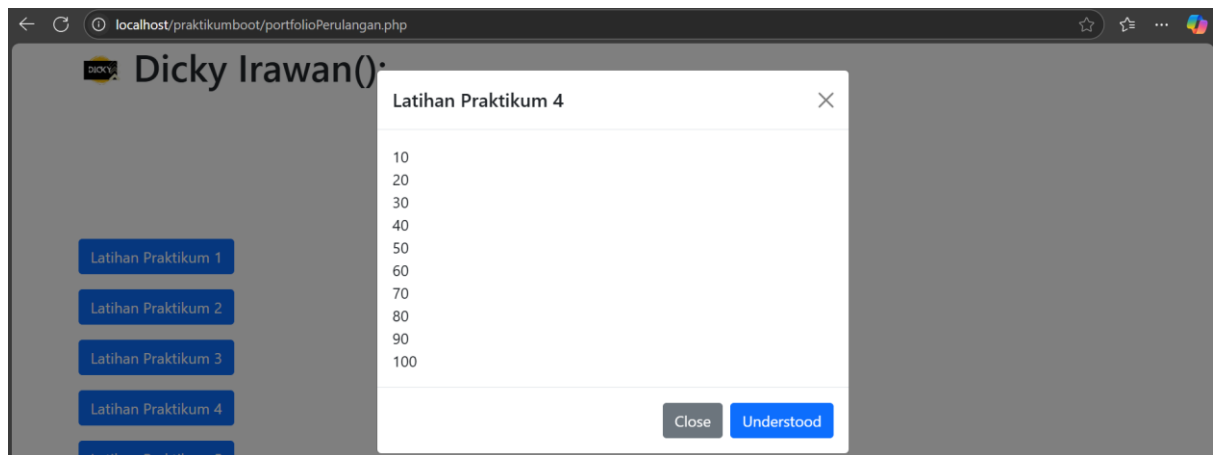 localhost/praktikumboot/portfolioPerulangan.php
DICKY
Dicky Irawan();
Latihan Praktikum 4
10
20
30
40
50
60
70
80
90
100
Close
Understood
Latihan Praktikum 1
Latihan Praktikum 2
Latihan Praktikum 3
Latihan Praktikum 4